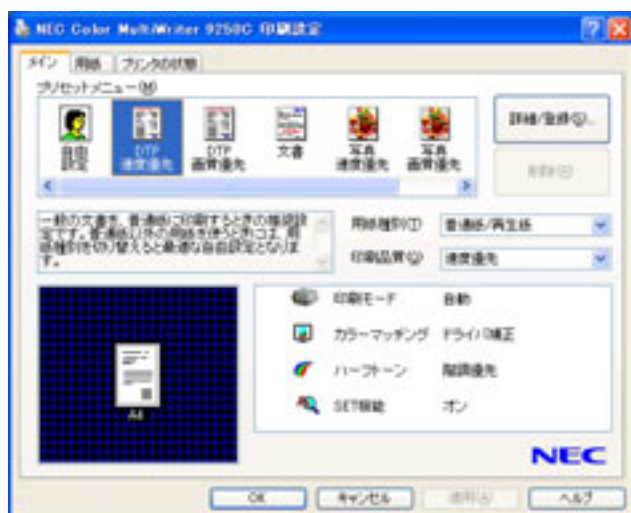 NEC Color MultiWriter 9250C 印刷設定
メイン 用紙 プリンタの状態
プリセットメニュー(M)
自由設定
DTP 速度優先
DTP 画質優先
文書
写真 速度優先
写真 画質優先
詳細/登録(S)...
削除(E)
一般の文書を、普通紙に印刷するときの推奨設定です。普通紙以外の用紙を使うときには、用紙種別を切り替えると最適な自由設定となります。
用紙種別(T) 普通紙/再生紙
印刷品質(Q) 速度優先
印刷モード 自動
カラーマッチング ドライバ補正
ハーフトーン 階調優先
SET機能 オン
A4
NEC
OK キャンセル 適用(A) ヘルプ